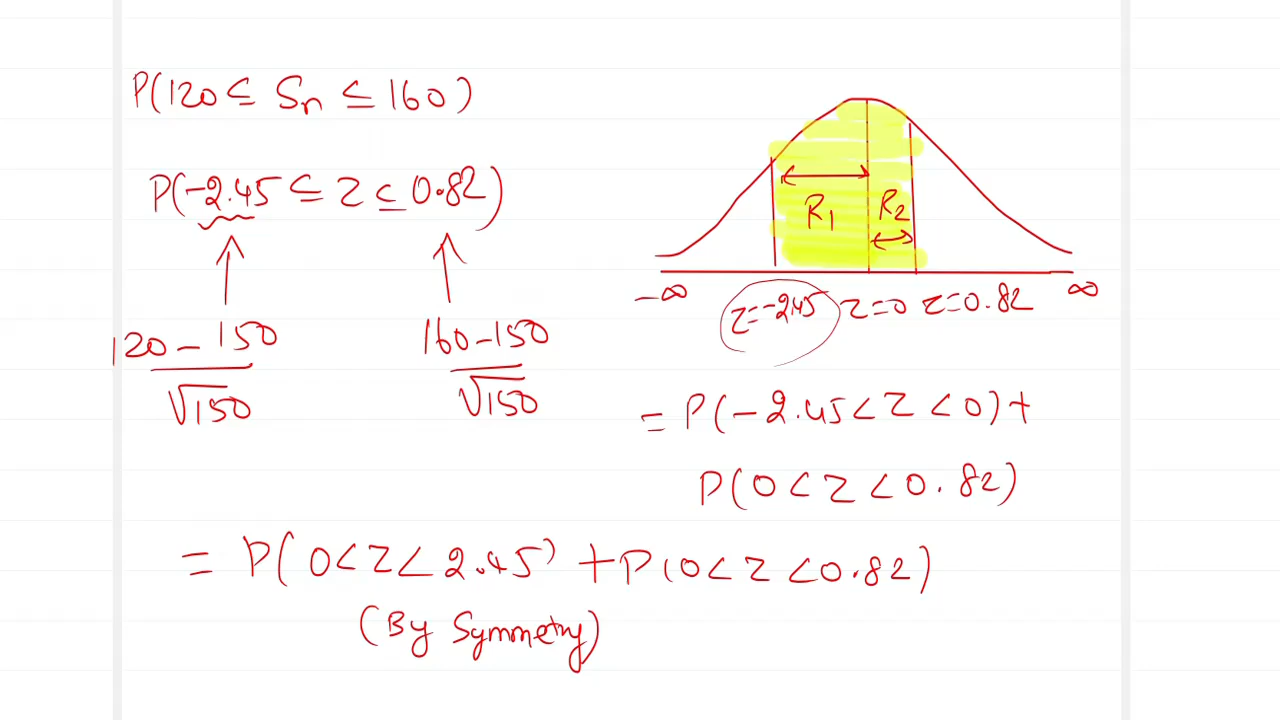 P(120 ≤ Sn ≤ 160)
P(-2.45 ≤ Z ≤ 0.82)
120 - 150
√150
160 - 150
√150
R1
R2
-∞
Z=-2.45
Z=0
Z=0.82
∞
= P(-2.45 < Z < 0) +
P(0 < Z < 0.82)
= P(0 < Z < 2.45) + P(0 < Z < 0.82)
(By Symmetry)